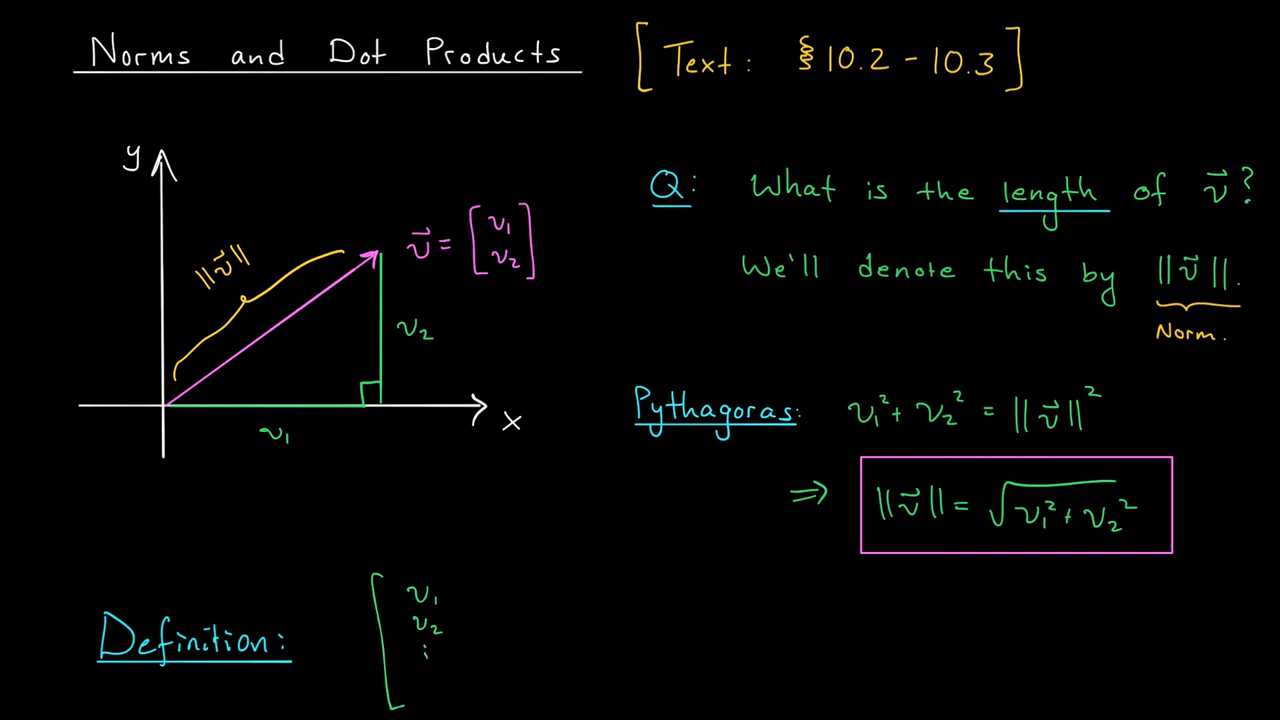 Norms and Dot Products
[Text: § 10.2 - 10.3]
y
||v⃗||
v⃗ = [v₁
v₂]
v₂
v₁
x
Q: What is the length of v⃗?
We'll denote this by ||v⃗||.
Norm.
Pythagoras: v₁² + v₂² = ||v⃗||²
⇒ ||v⃗|| = √(v₁² + v₂²)
Definition: [v₁
v₂
⋮